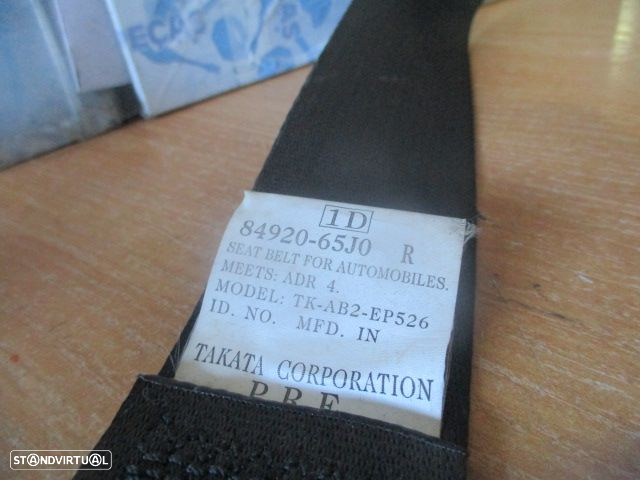 1D
84920-65J0 R
SEAT BELT FOR AUTOMOBILES.
MEETS: ADR 4.
MODEL: TK-AB2-EP526
ID. NO. MFD. IN
TAKATA CORPORATION
P.R.E
STANDVIRTUAL